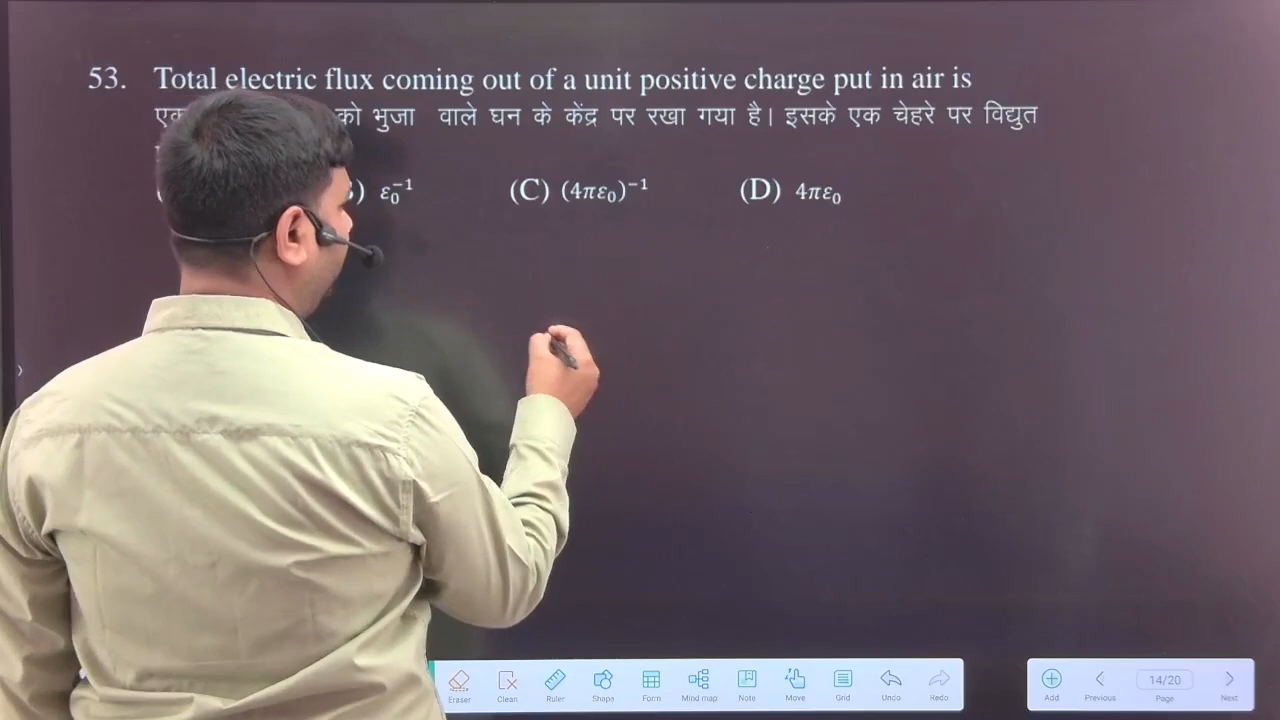 53. Total electric flux coming out of a unit positive charge put in air is
को भुजा वाले घन के केंद्र पर रखा गया है। इसके एक चेहरे पर विद्युत
) ε₀⁻¹ (C) (4πε₀)⁻¹ (D) 4πε₀
Eraser Clean Ruler Shape Form Mind map Note Move Grid Undo Redo
Add Previous 14/20 Page Next